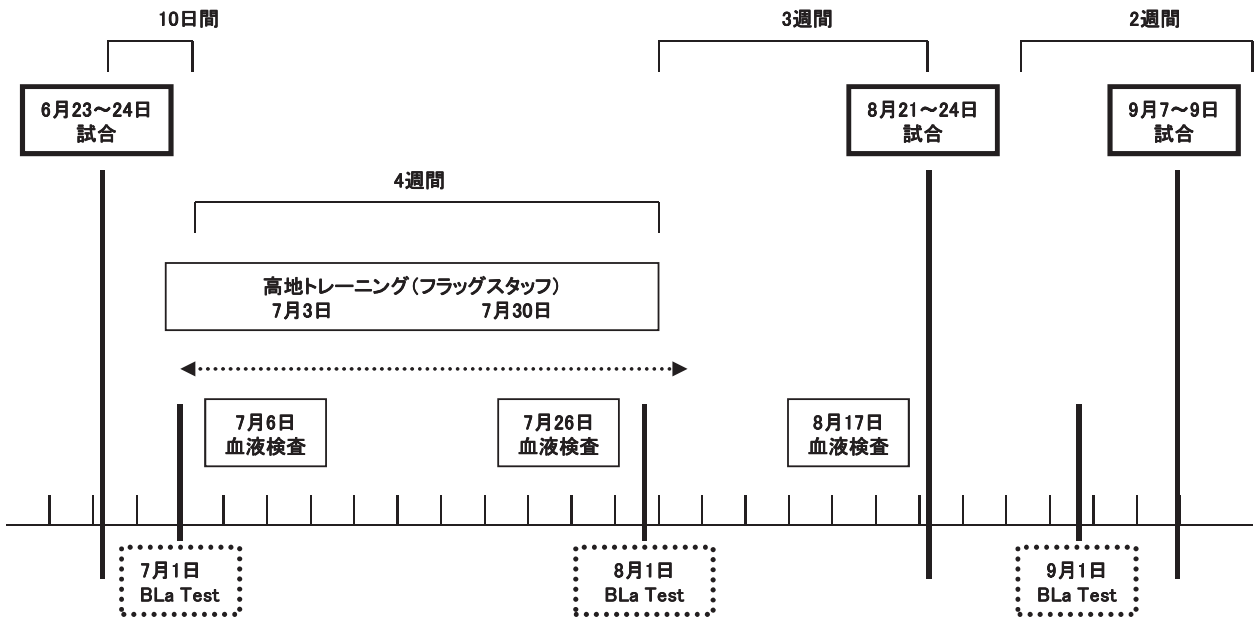 10日間
3週間
2週間
6月23～24日
試合
8月21～24日
試合
9月7～9日
試合
4週間
高地トレーニング（フラッグスタッフ）
7月3日 7月30日
7月6日
血液検査
7月26日
血液検査
8月17日
血液検査
7月1日
BLa Test
8月1日
BLa Test
9月1日
BLa Test